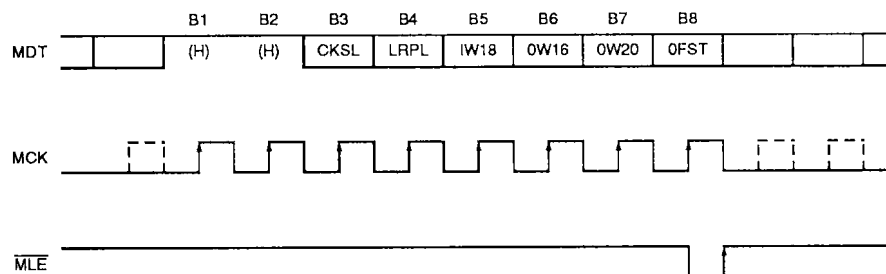 B1 B2 B3 B4 B5 B6 B7 B8
MDT (H) (H) CKSL LRPL IW18 0W16 0W20 0FST
MCK
MLE